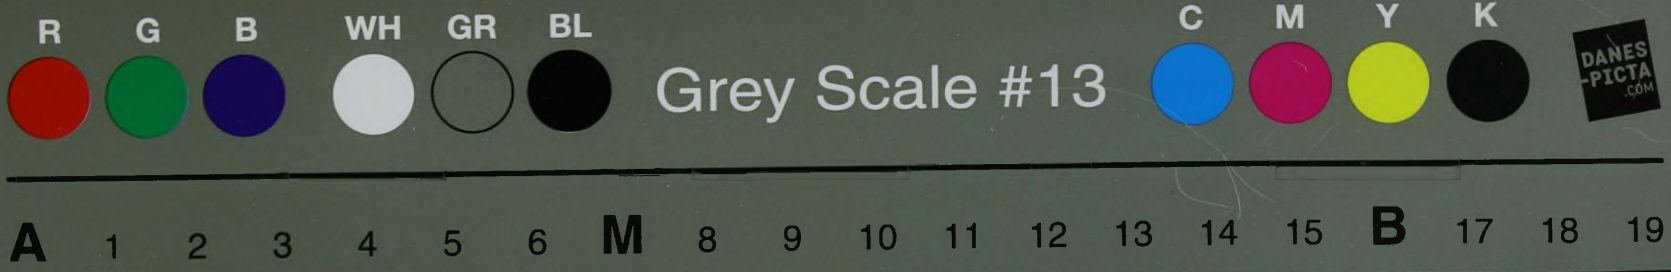 R G B WH GR BL C M Y K
Grey Scale #13
DANES
-PICTA
.COM
A 1 2 3 4 5 6 M 8 9 10 11 12 13 14 15 B 17 18 19